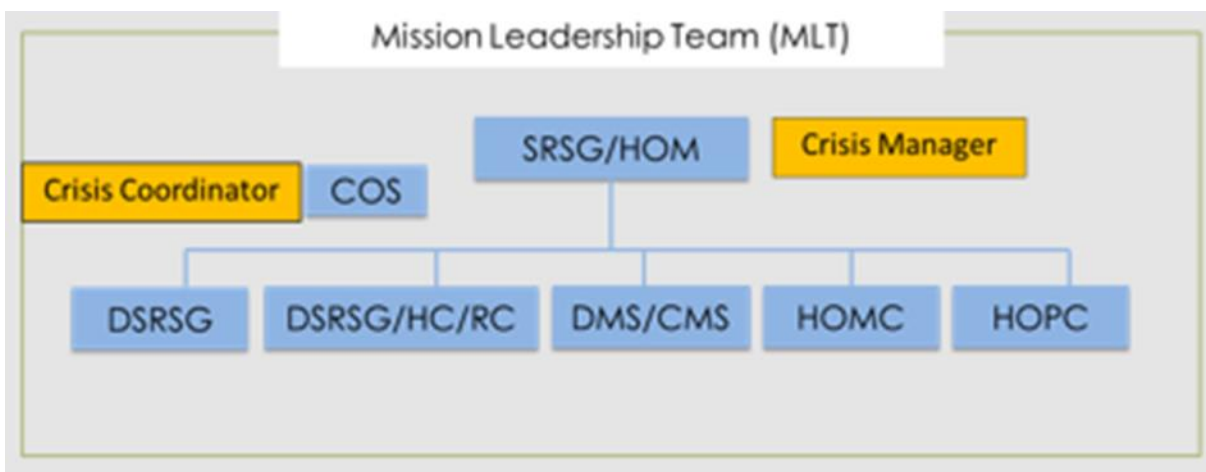 Mission Leadership Team (MLT)
SRSG/HOM
Crisis Manager
Crisis Coordinator
COS
DSRSG
DSRSG/HC/RC
DMS/CMS
HOMC
HOPC